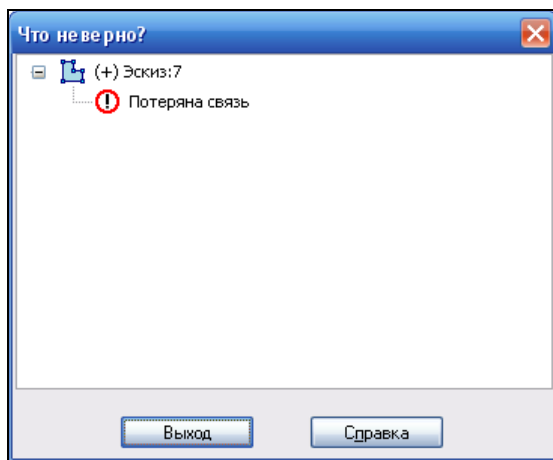 Что неверно?
(+) Эскиз:7
Потеряна связь
Выход
Справка